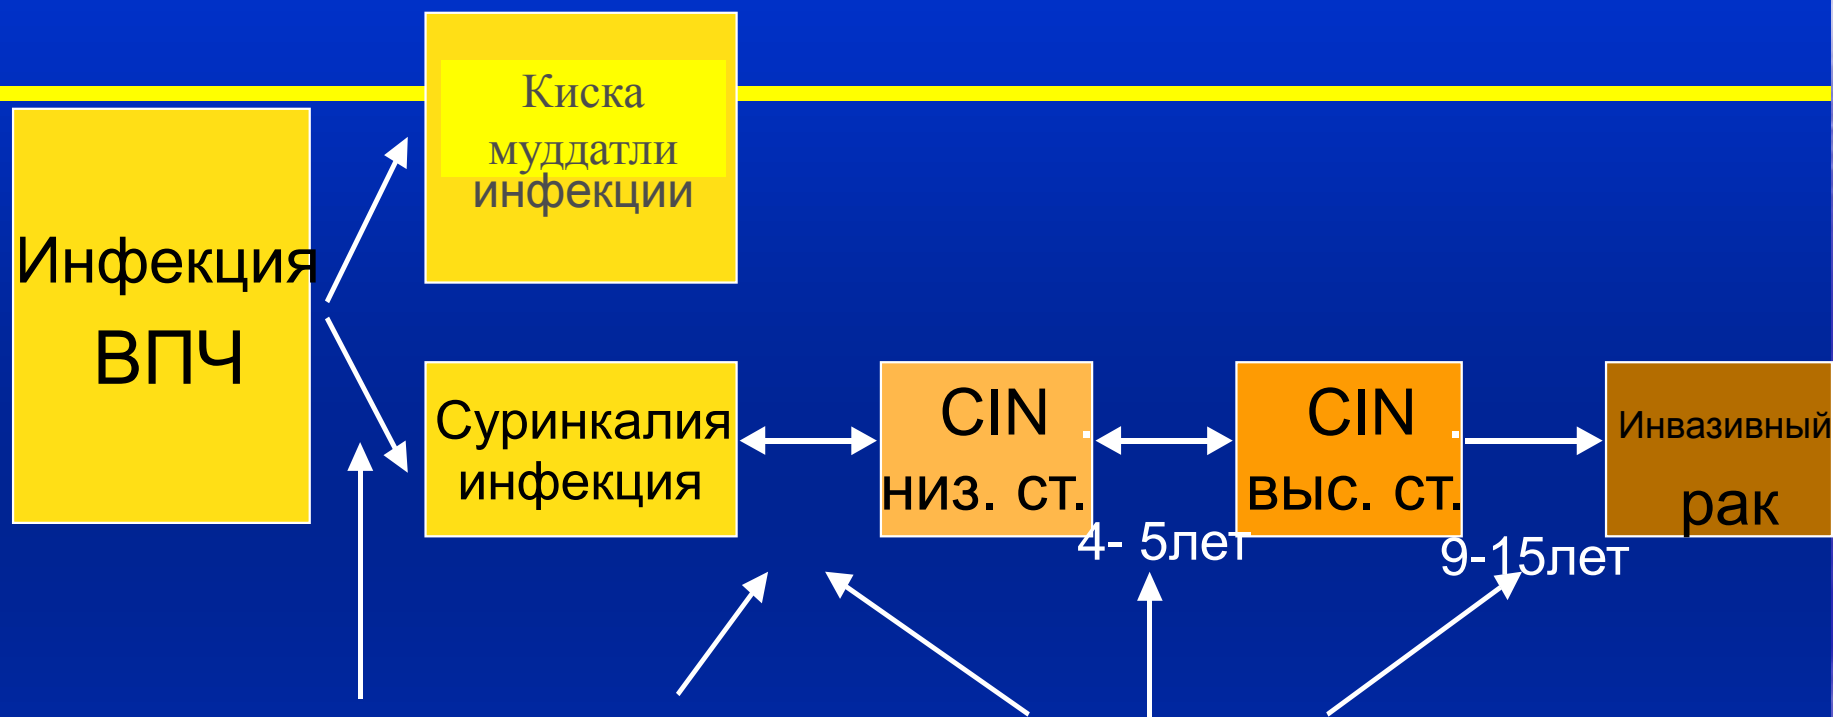 Киска
муддатли
инфекции
Инфекция
ВПЧ
Суринкалия
инфекция
CIN .
низ. ст.
CIN .
выс. ст.
Инвазивный
рак
4- 5лет
9-15лет